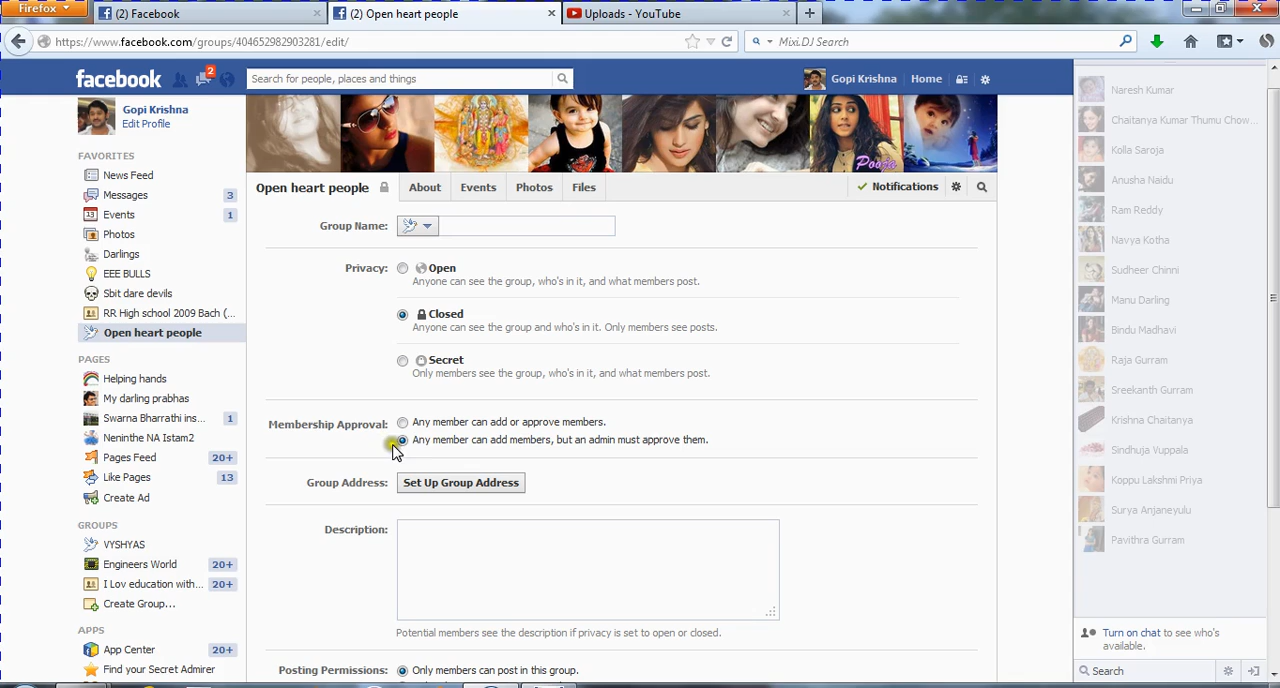 Firefox
(2) Facebook
(2) Open heart people
Uploads - YouTube
https://www.facebook.com/groups/404652982903281/edit/
Mixi.DJ Search
facebook
2
Search for people, places and things
Gopi Krishna
Home
Gopi Krishna
Edit Profile
FAVORITES
News Feed
Messages 3
Events 1
Photos
Darlings
EEE BULLS
Sbit dare devils
RR High school 2009 Bach (...
Open heart people
PAGES
Helping hands
My darling prabhas
Swarna Bharrathi ins... 1
Neninthe NA Istam2
Pages Feed 20+
Like Pages 13
Create Ad
GROUPS
VYSHYAS
Engineers World 20+
I Lov education with... 20+
Create Group...
APPS
App Center 20+
Find your Secret Admirer
Pooja
Open heart people
About
Events
Photos
Files
Notifications
Group Name:
Privacy:
Open
Anyone can see the group, who's in it, and what members post.
Closed
Anyone can see the group and who's in it. Only members see posts.
Secret
Only members see the group, who's in it, and what members post.
Membership Approval:
Any member can add or approve members.
Any member can add members, but an admin must approve them.
Group Address:
Set Up Group Address
Description:
Potential members see the description if privacy is set to open or closed.
Posting Permissions:
Only members can post in this group.
Naresh Kumar
Chaitanya Kumar Thumu Chow...
Kolla Saroja
Anusha Naidu
Ram Reddy
Navya Kotha
Sudheer Chinni
Manu Darling
Bindu Madhavi
Raja Gurram
Sreekanth Gurram
Krishna Chaitanya
Sindhuja Vuppala
Koppu Lakshmi Priya
Surya Anjaneyulu
Pavithra Gurram
Turn on chat to see who's
available.
Search